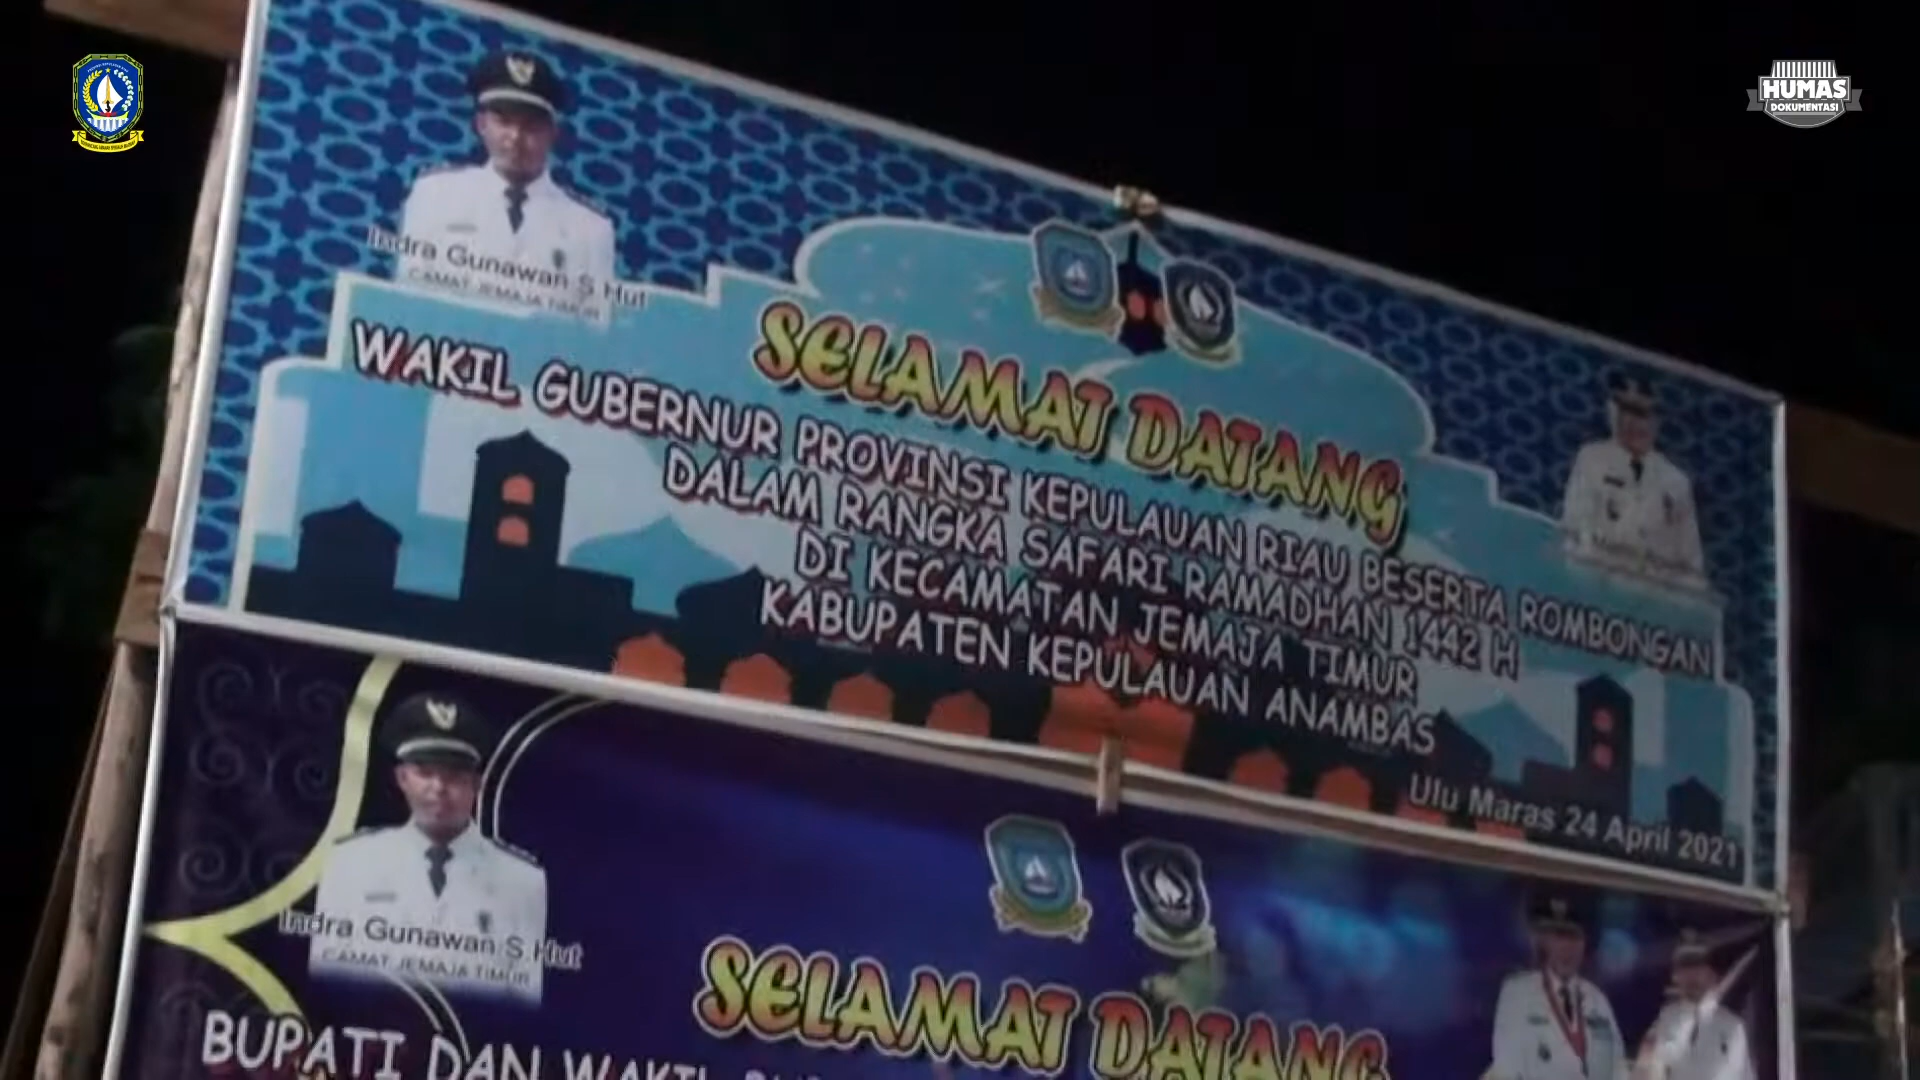 HUMAS
DOKUMENTASI
Indra Gunawan S Hut
CAMAT JEMAJA TIMUR
SELAMAT DATANG
WAKIL GUBERNUR PROVINSI KEPULAUAN RIAU BESERTA ROMBONGAN
DALAM RANGKA SAFARI RAMADHAN 1442 H
DI KECAMATAN JEMAJA TIMUR
KABUPATEN KEPULAUAN ANAMBAS
Ulu Maras 24 April 2021
Indra Gunawan S Hut
CAMAT JEMAJA TIMUR
SELAMAT DATANG
BUPATI DAN WAKIL